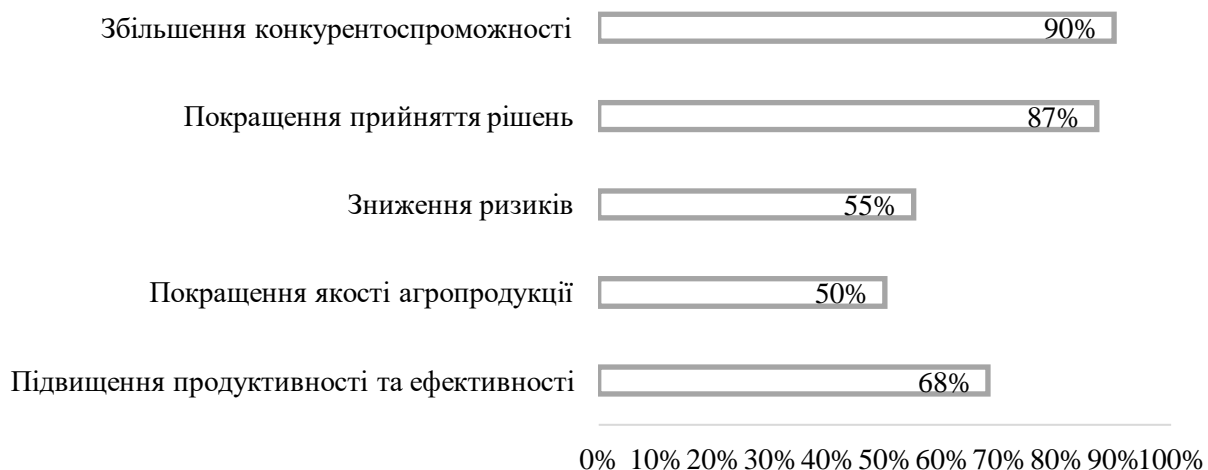 Збільшення конкурентоспроможності 90%
Покращення прийняття рішень 87%
Зниження ризиків 55%
Покращення якості агропродукції 50%
Підвищення продуктивності та ефективності 68%
0% 10% 20% 30% 40% 50% 60% 70% 80% 90% 100%